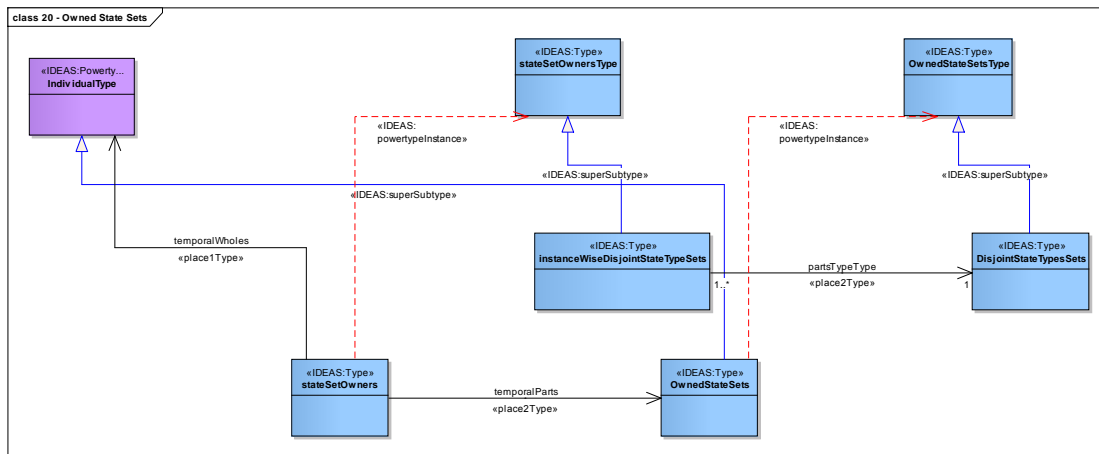 class 20 - Owned State Sets
«IDEAS:Powerty...
IndividualType
«IDEAS:Type»
stateSetOwnersType
«IDEAS:Type»
OwnedStateSetsType
«IDEAS:
powertypeInstance»
«IDEAS:
powertypeInstance»
«IDEAS:superSubtype»
«IDEAS:superSubtype»
«IDEAS:superSubtype»
temporalWholes
«place1Type»
«IDEAS:Type»
instanceWiseDisjointStateTypeSets
partsTypeType
«place2Type»
1..*
1
«IDEAS:Type»
DisjointStateTypesSets
«IDEAS:Type»
stateSetOwners
temporalParts
«place2Type»
«IDEAS:Type»
OwnedStateSets